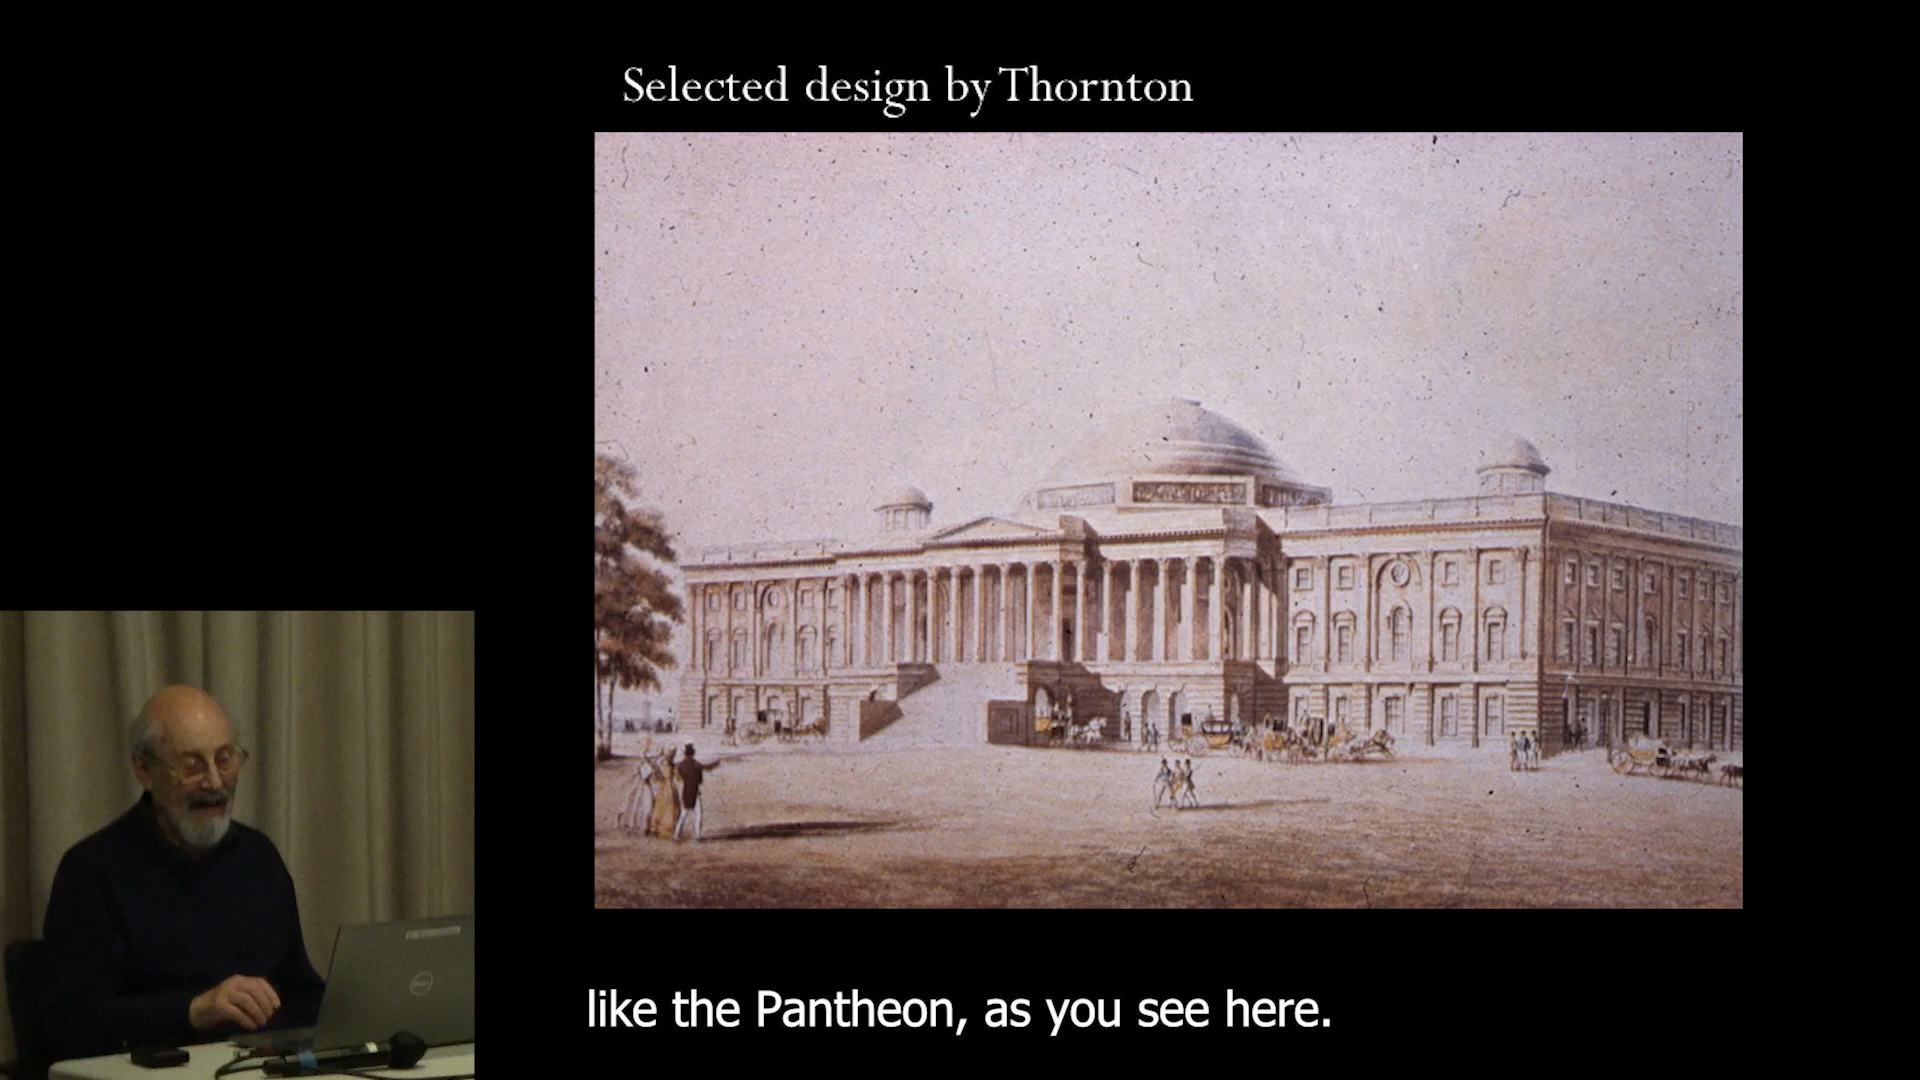 Selected design by Thornton
like the Pantheon, as you see here.